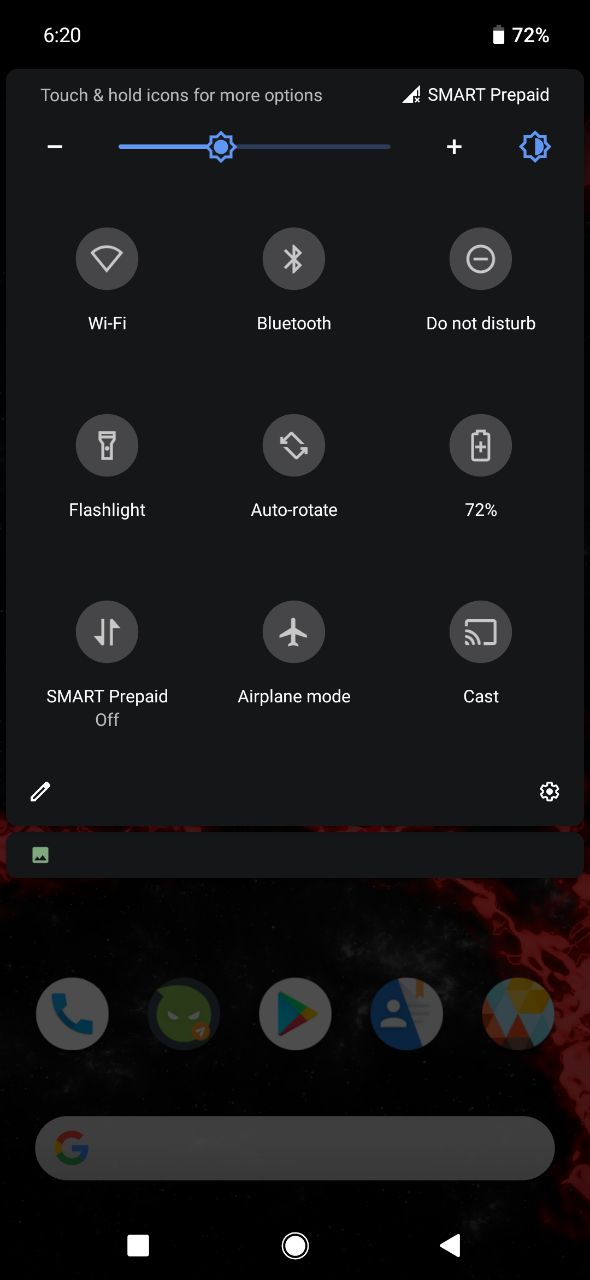 6:20 72%
Touch & hold icons for more options SMART Prepaid
Wi-Fi Bluetooth Do not disturb
Flashlight Auto-rotate 72%
SMART Prepaid Airplane mode Cast
Off